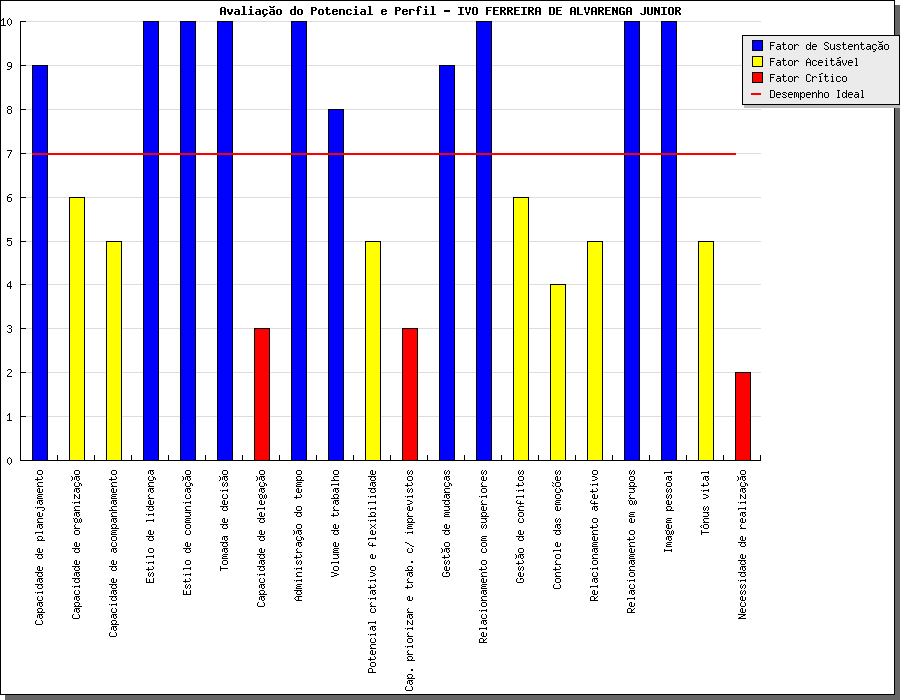 Avaliação do Potencial e Perfil - IVO FERREIRA DE ALVARENGA JUNIOR
Fator de Sustentação
Fator Aceitável
Fator Crítico
Desempenho Ideal
10
9
8
7
6
5
4
3
2
1
0
Capacidade de planejamento
Capacidade de organização
Capacidade de acompanhamento
Estilo de liderança
Estilo de comunicação
Tomada de decisão
Capacidade de delegação
Administração do tempo
Volume de trabalho
Potencial criativo e flexibilidade
Cap. priorizar e trab. c/ imprevistos
Gestão de mudanças
Relacionamento com superiores
Gestão de conflitos
Controle das emoções
Relacionamento afetivo
Relacionamento em grupos
Imagem pessoal
Tônus vital
Necessidade de realização